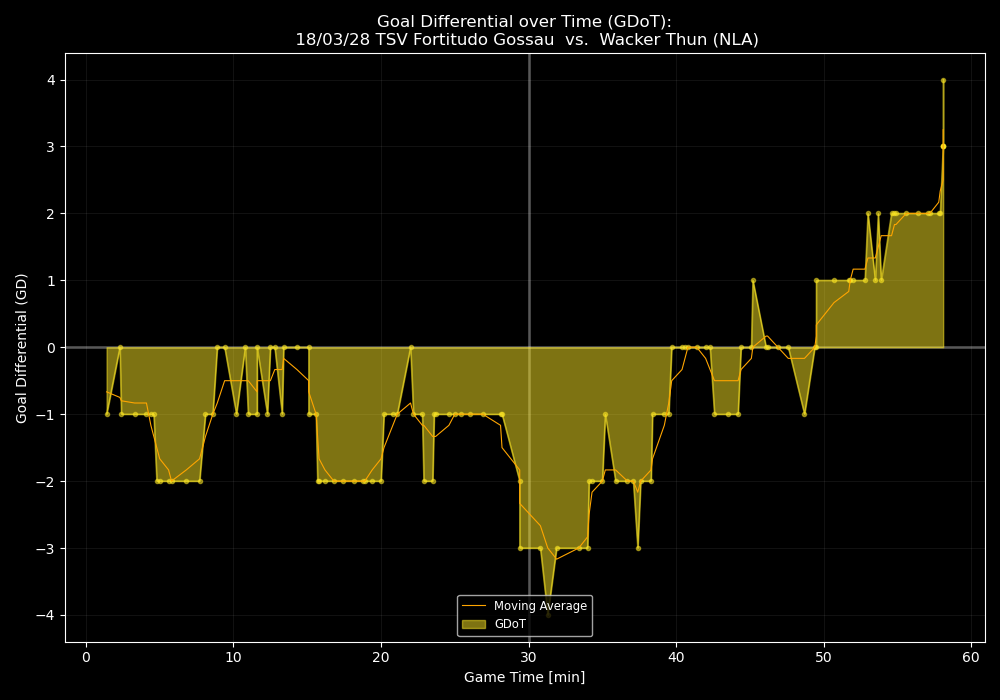 Goal Differential over Time (GDoT):
18/03/28 TSV Fortitudo Gossau  vs.  Wacker Thun (NLA)
Goal Differential (GD)
4
3
2
1
0
−1
−2
−3
−4
0 10 20 30 40 50 60
Game Time [min]
Moving Average
GDoT